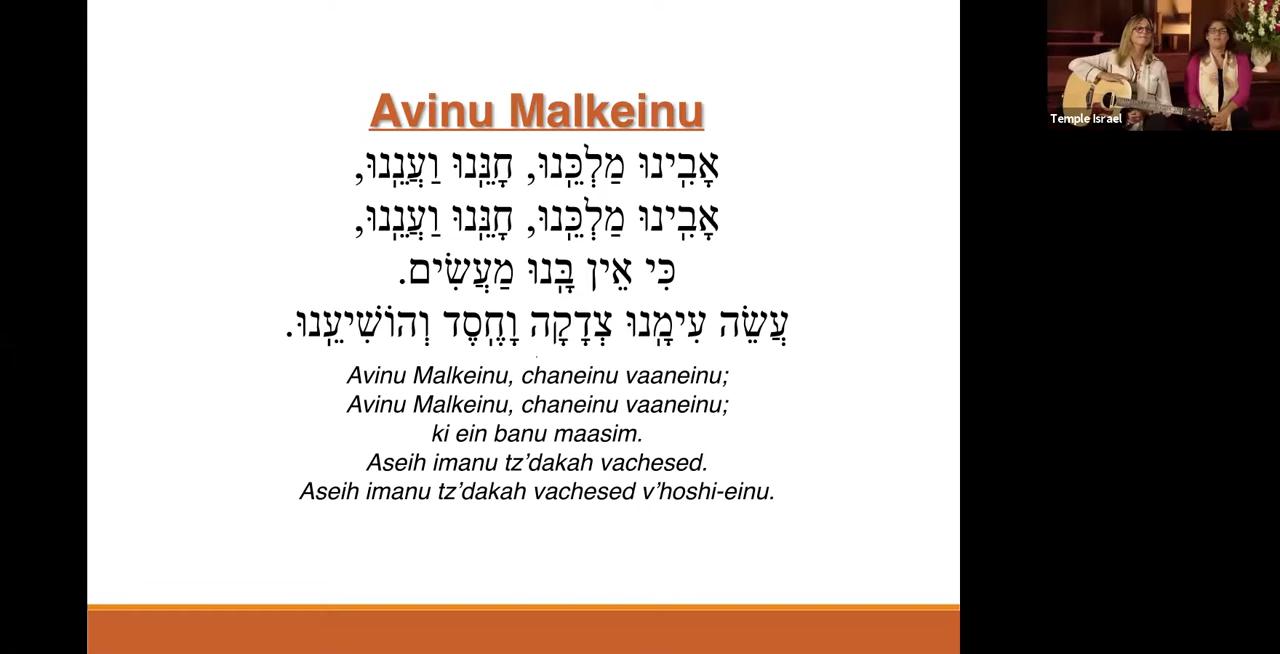 Avinu Malkeinu
אָבִֽינוּ מַלְכֵּֽנוּ, חָנֵּֽנוּ וַעֲנֵֽנוּ,
אָבִֽינוּ מַלְכֵּֽנוּ, חָנֵּֽנוּ וַעֲנֵֽנוּ,
כִּי אֵין בָּֽנוּ מַעֲשִׂים.
עֲשֵׂה עִימָֽנוּ צְדָקָה וָחֶֽסֶד וְהוֹשִׁיעֵֽנוּ.
Avinu Malkeinu, chaneinu vaaneinu;
Avinu Malkeinu, chaneinu vaaneinu;
ki ein banu maasim.
Aseih imanu tz’dakah vachesed.
Aseih imanu tz’dakah vachesed v’hoshi-einu.
Temple Israel